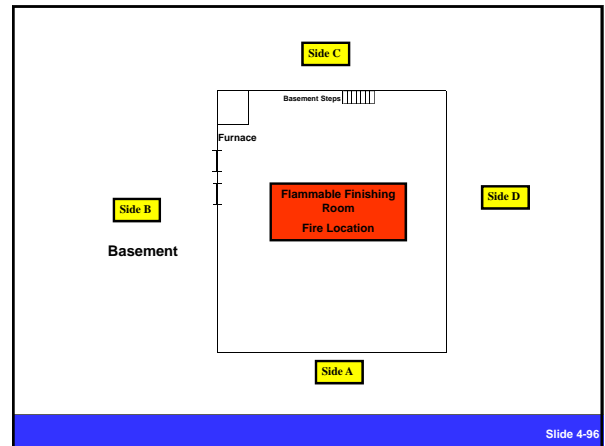 Side C
Basement Steps
Furnace
Flammable Finishing
Room
Fire Location
Side B
Side D
Basement
Side A
Slide 4-96